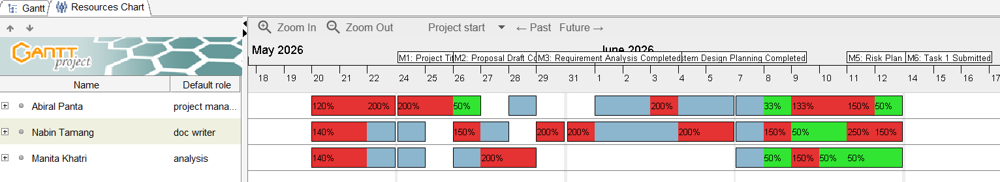 Gantt Resources Chart
Zoom In Zoom Out Project start ← Past Future →
GANTT project
May 2026 June 2026
M1: Project Tit M2: Proposal Draft Co M3: Requirement Analysis Completed stem Design Planning Completed M5: Risk Plan M6: Task 1 Submitted
18 19 20 21 22 24 25 26 27 28 29 31 1 2 3 4 5 7 8 9 10 11 12 14 15 16 17
Name Default role
Abiral Panta project mana... 120% 200% 200% 50% 200% 33% 133% 150% 50%
Nabin Tamang doc writer 140% 150% 200% 200% 200% 150% 50% 250% 150%
Manita Khatri analysis 140% 200% 50% 150% 50% 50%